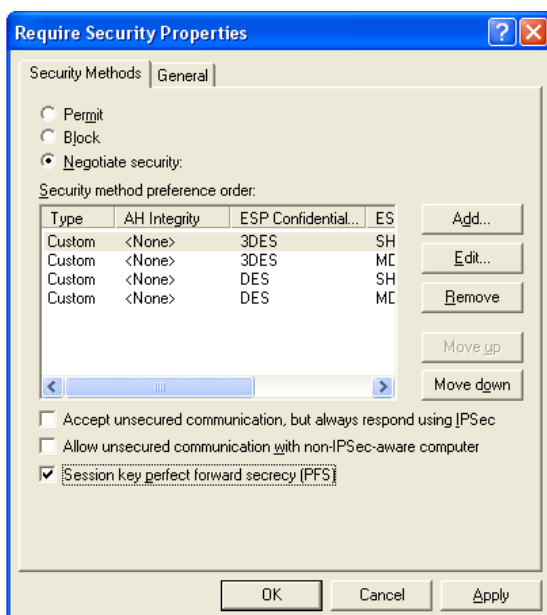 Require Security Properties
Security Methods General
Permit
Block
Negotiate security:
Security method preference order:
Type AH Integrity ESP Confidential... ES
Custom <None> 3DES SH
Custom <None> 3DES MD
Custom <None> DES SH
Custom <None> DES MD
Add...
Edit...
Remove
Move up
Move down
Accept unsecured communication, but always respond using IPSec
Allow unsecured communication with non-IPSec-aware computer
Session key perfect forward secrecy (PFS)
OK Cancel Apply